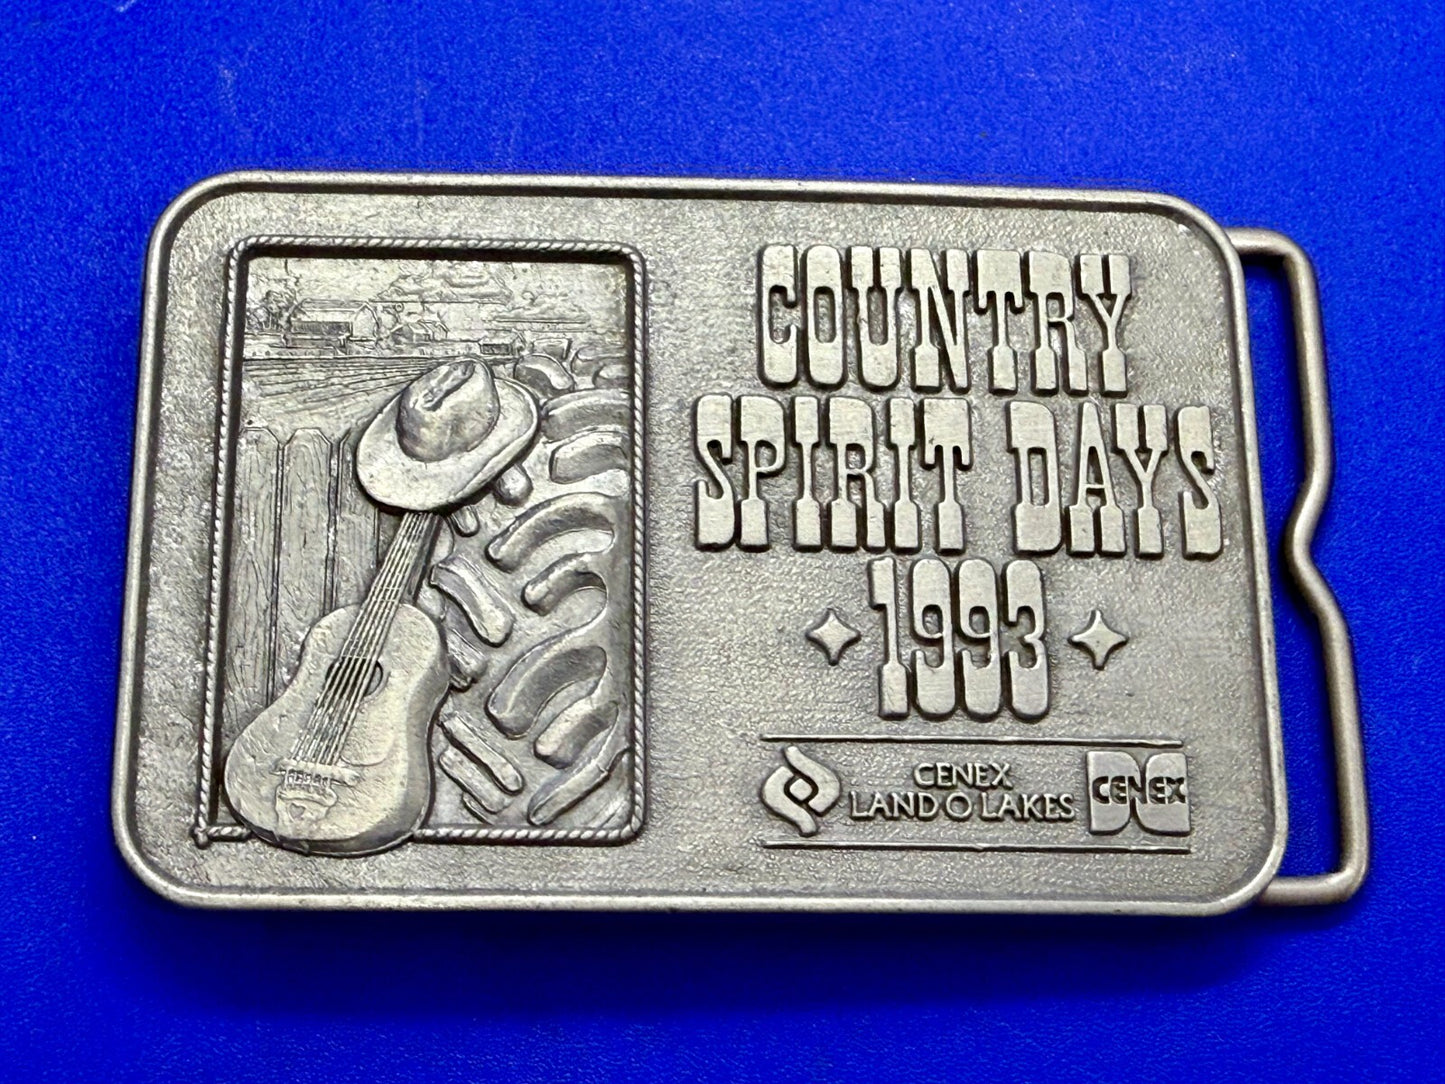 COUNTRY
SPIRIT DAYS
1993
CENEX
LAND O LAKES
CENEX